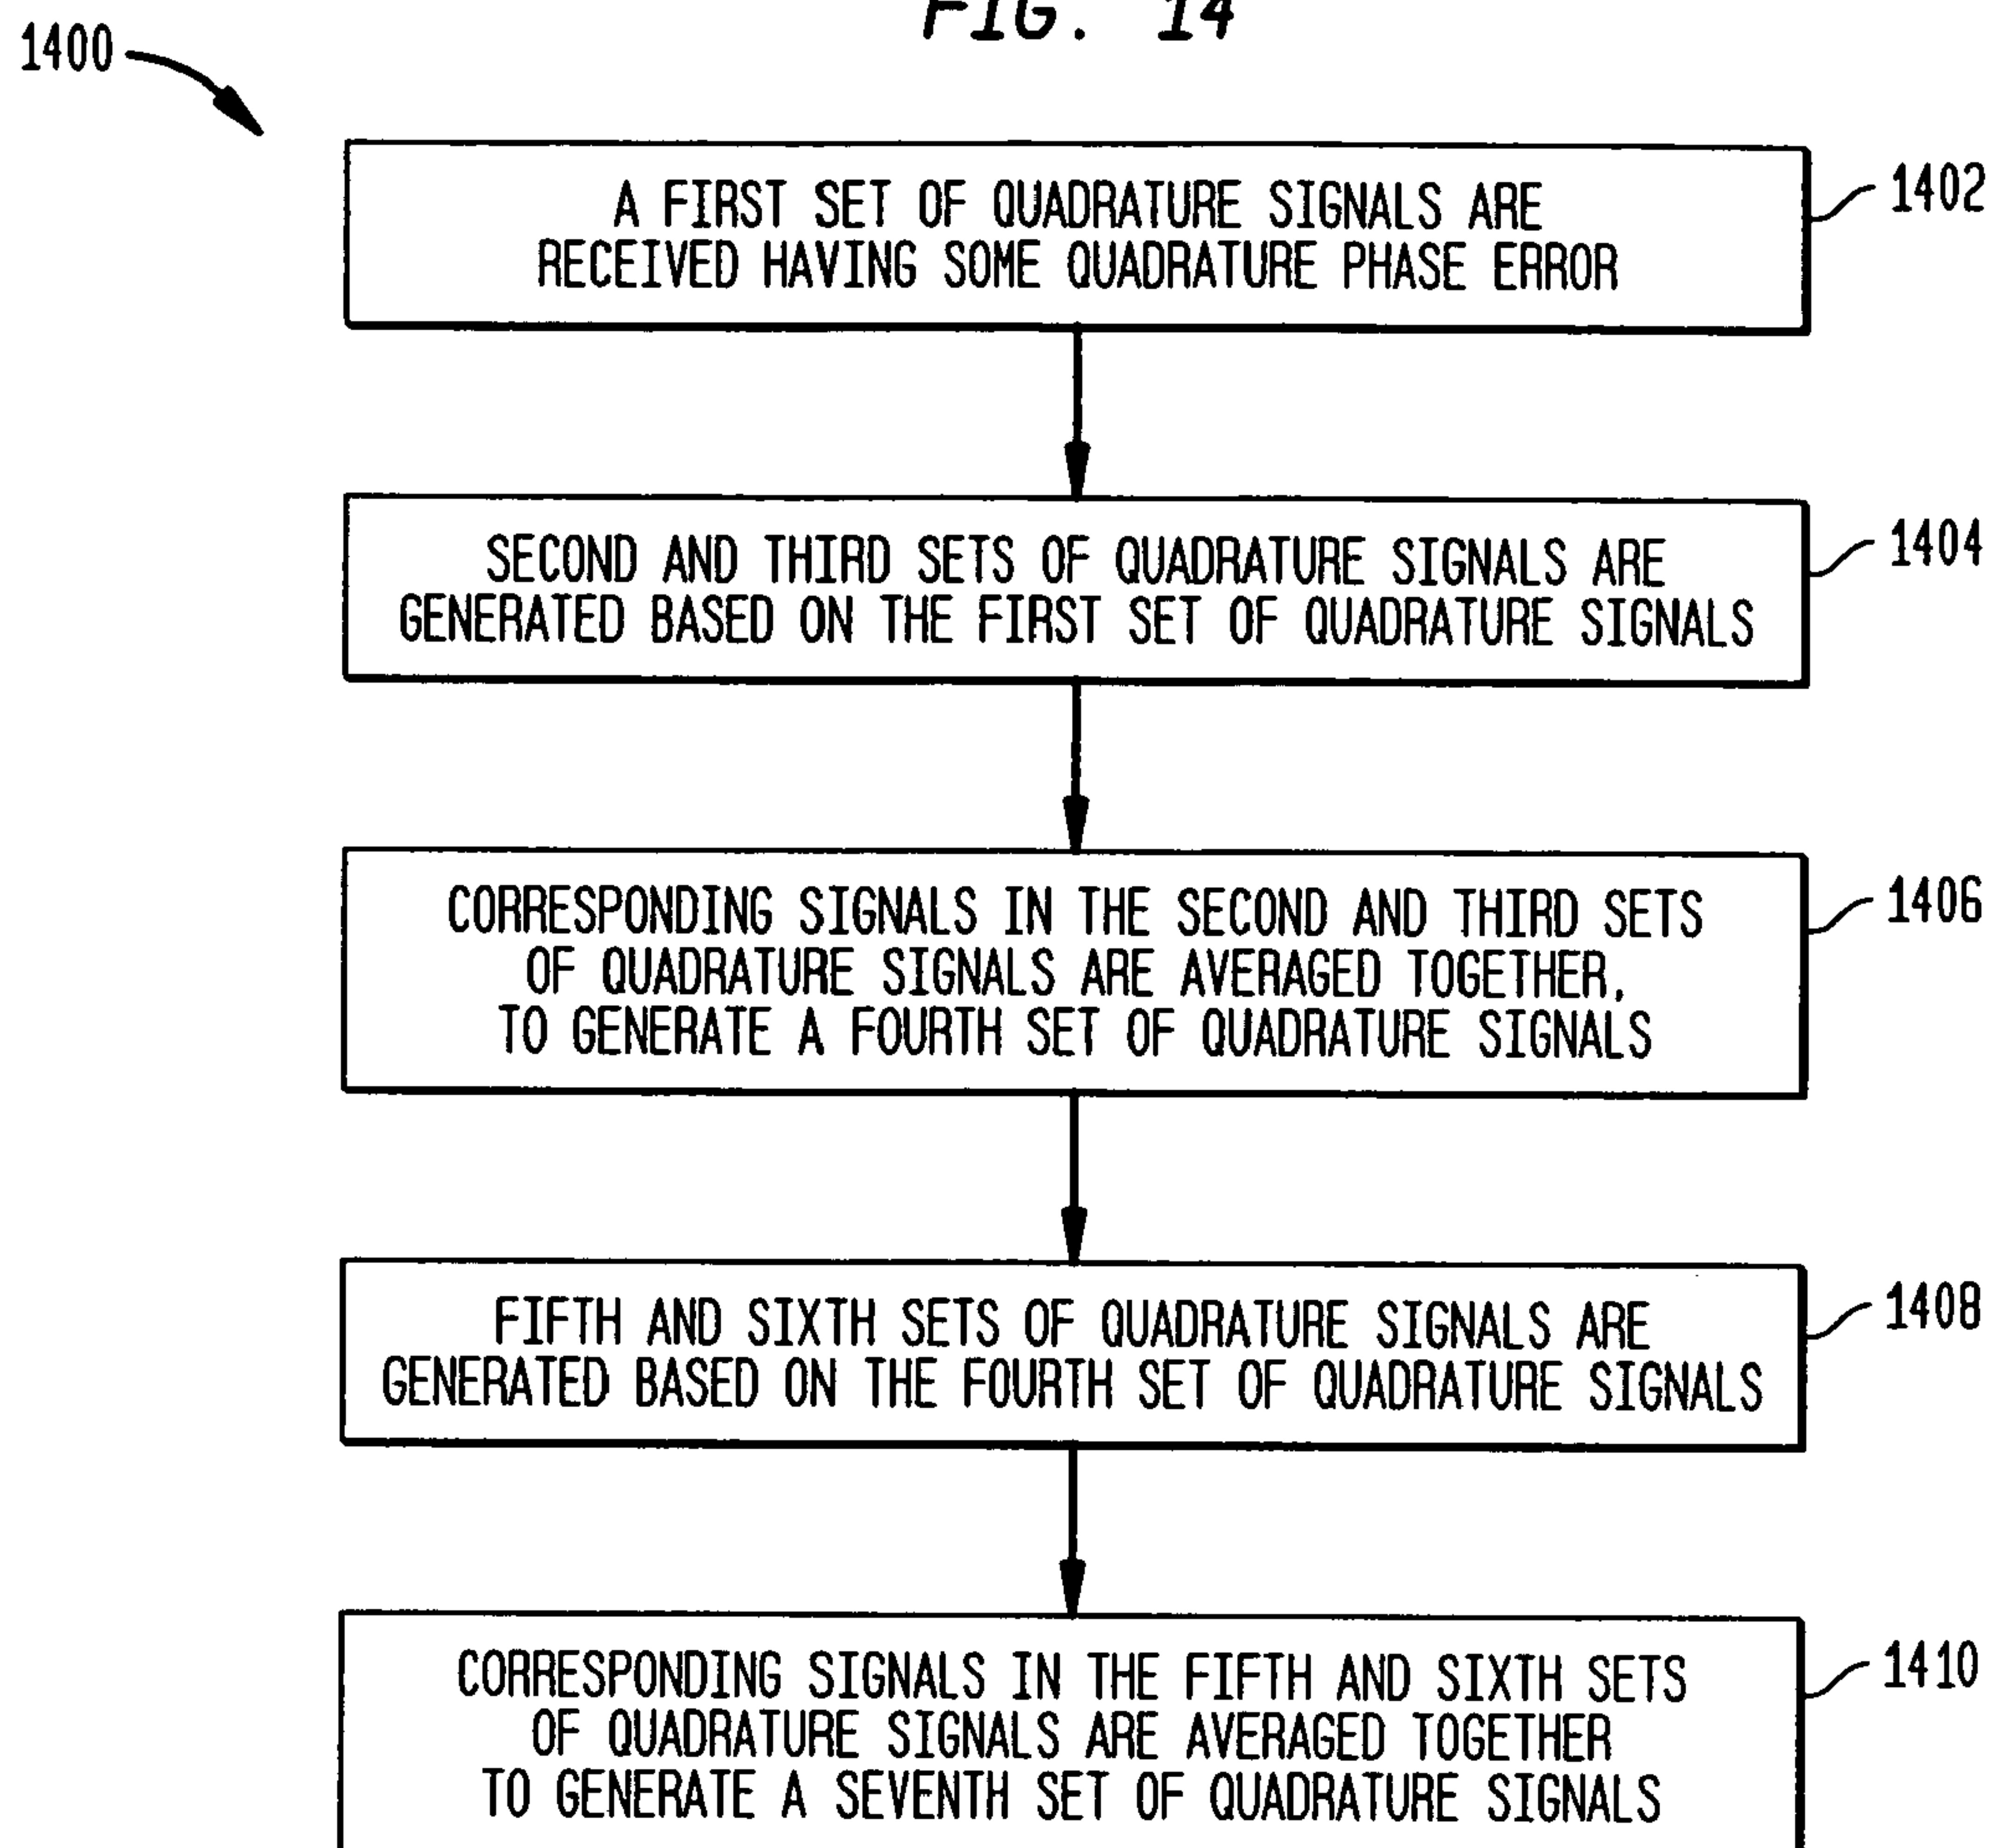 FIG. 14
1400
A FIRST SET OF QUADRATURE SIGNALS ARE
RECEIVED HAVING SOME QUADRATURE PHASE ERROR
1402
SECOND AND THIRD SETS OF QUADRATURE SIGNALS ARE
GENERATED BASED ON THE FIRST SET OF QUADRATURE SIGNALS
1404
CORRESPONDING SIGNALS IN THE SECOND AND THIRD SETS
OF QUADRATURE SIGNALS ARE AVERAGED TOGETHER,
TO GENERATE A FOURTH SET OF QUADRATURE SIGNALS
1406
FIFTH AND SIXTH SETS OF QUADRATURE SIGNALS ARE
GENERATED BASED ON THE FOURTH SET OF QUADRATURE SIGNALS
1408
CORRESPONDING SIGNALS IN THE FIFTH AND SIXTH SETS
OF QUADRATURE SIGNALS ARE AVERAGED TOGETHER
TO GENERATE A SEVENTH SET OF QUADRATURE SIGNALS
1410